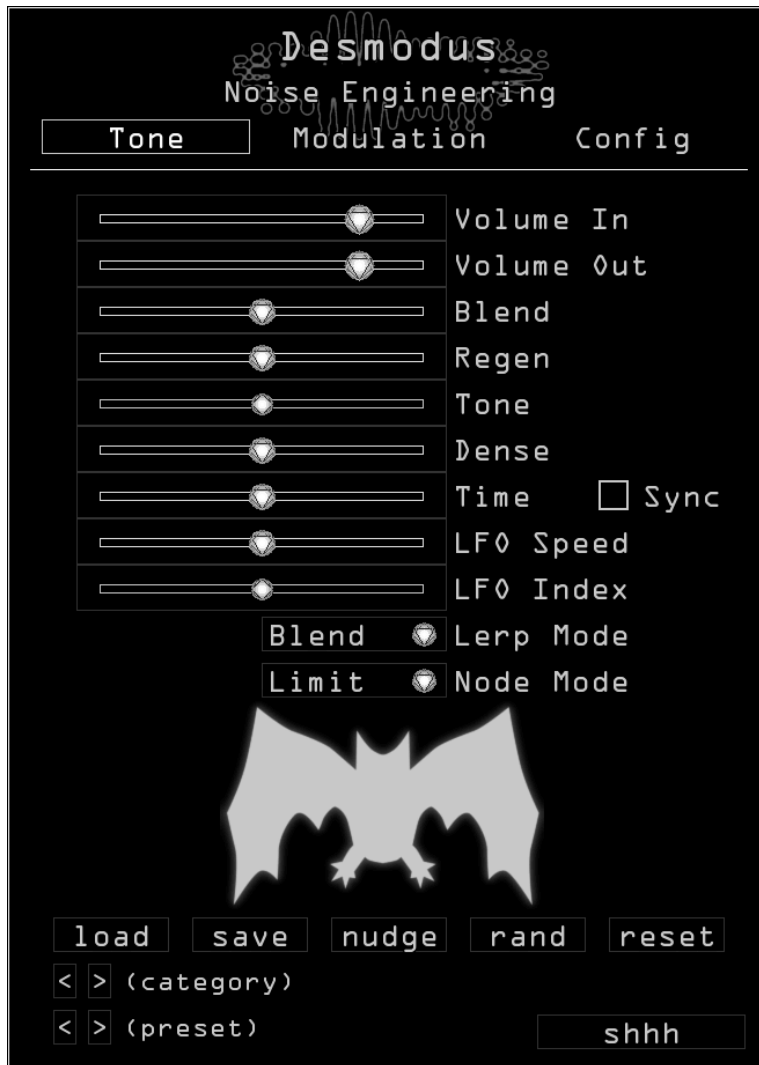 Desmodus
Noise Engineering
Tone Modulation Config
Volume In
Volume Out
Blend
Regen
Tone
Dense
Time Sync
LFO Speed
LFO Index
Blend Lerp Mode
Limit Node Mode
load save nudge rand reset
< > (category)
< > (preset)
shhh